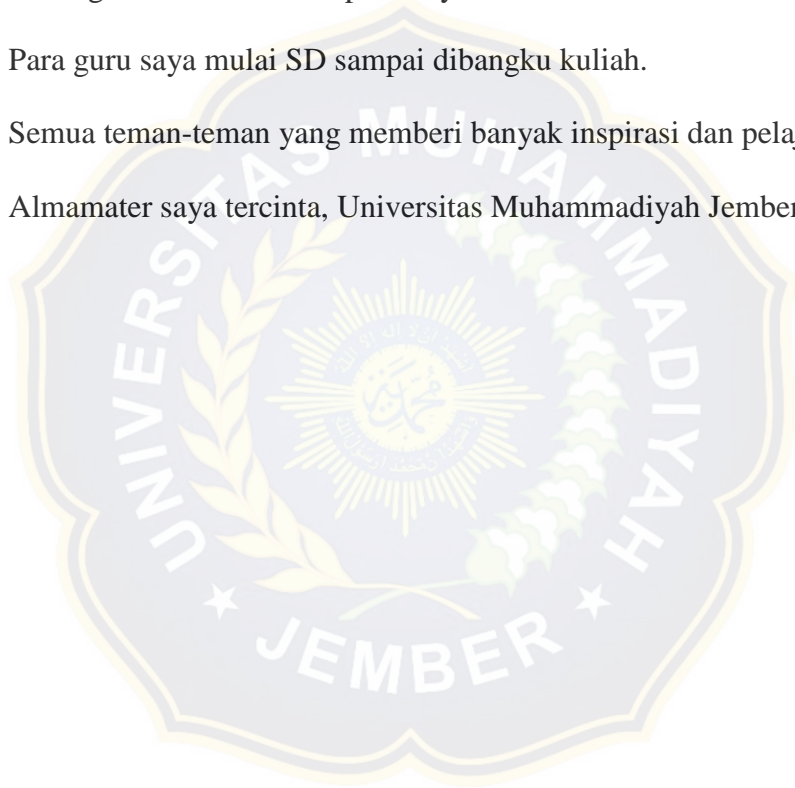 Para guru saya mulai SD sampai dibangku kuliah.
Semua teman-teman yang memberi banyak inspirasi dan
Almamater saya tercinta, Universitas Muhammadiyah Jember
UNIVERSITAS MUHAMMADIYAH
JEMBER